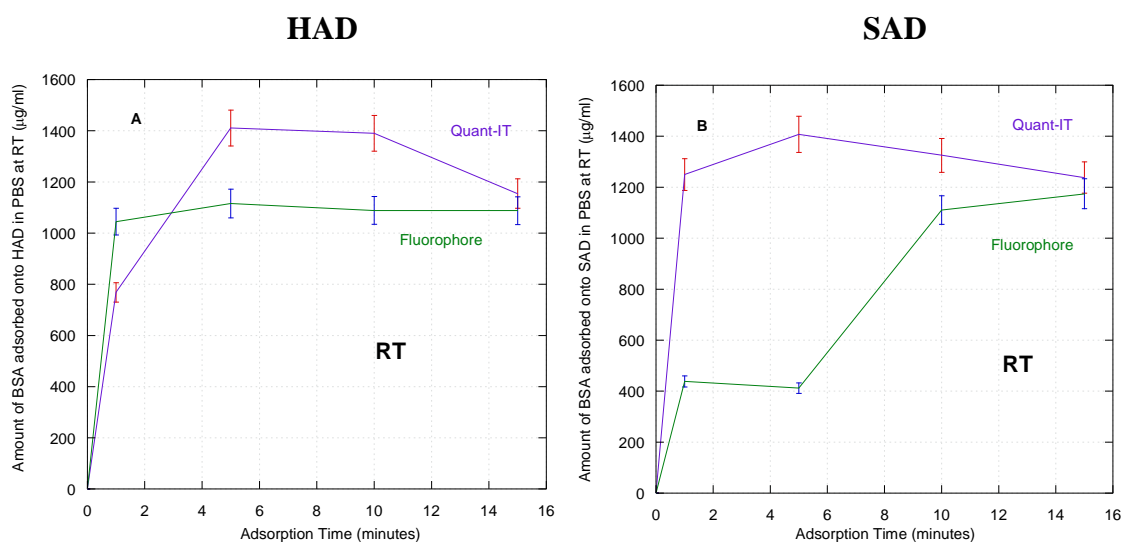 HAD
SAD
Amount of BSA adsorbed onto HAD in PBS at RT (µg/ml)
1600
1400
1200
1000
800
600
400
200
0
A
Quant-IT
Fluorophore
RT
0 2 4 6 8 10 12 14 16
Adsorption Time (minutes)
Amount of BSA adsorbed onto SAD in PBS at RT (µg/ml)
1600
1400
1200
1000
800
600
400
200
0
B
Quant-IT
Fluorophore
RT
0 2 4 6 8 10 12 14 16
Adsorption Time (minutes)